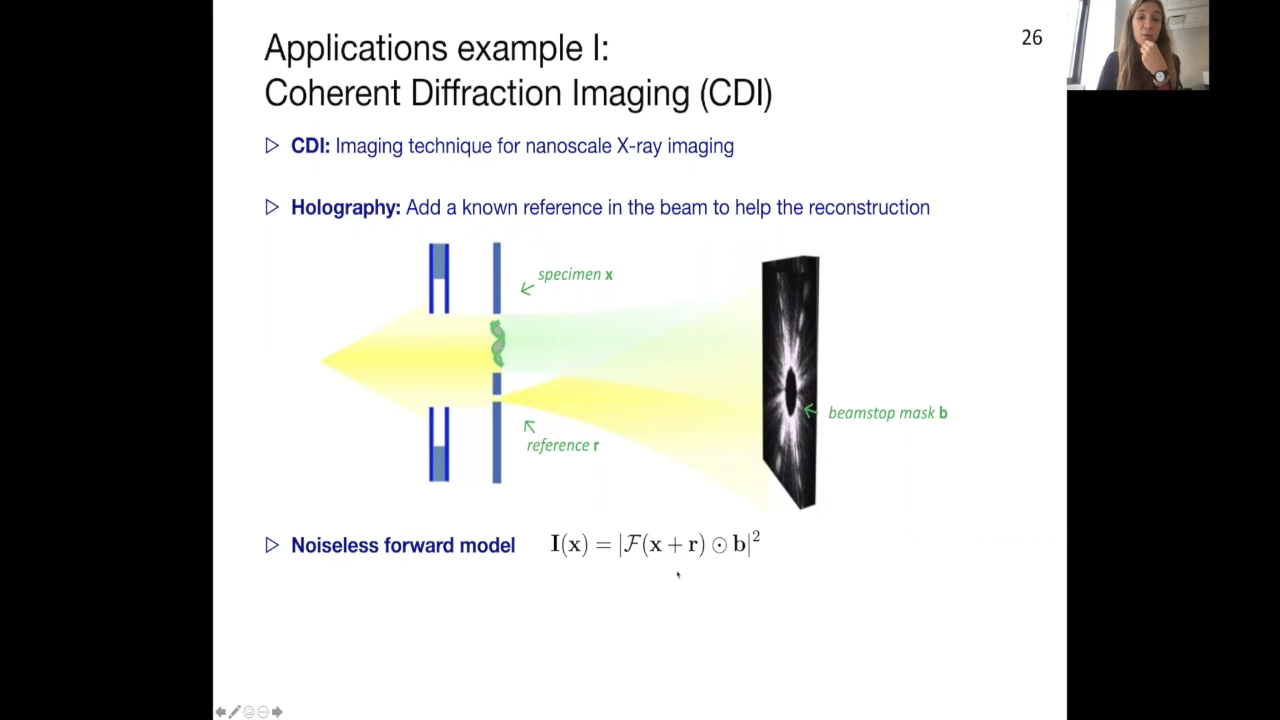 Applications example I:
26
Coherent Diffraction Imaging (CDI)
▷ CDI: Imaging technique for nanoscale X-ray imaging
▷ Holography: Add a known reference in the beam to help the reconstruction
specimen x
beamstop mask b
reference r
▷ Noiseless forward model I(x) = |ℱ(x + r) ⊙ b|²